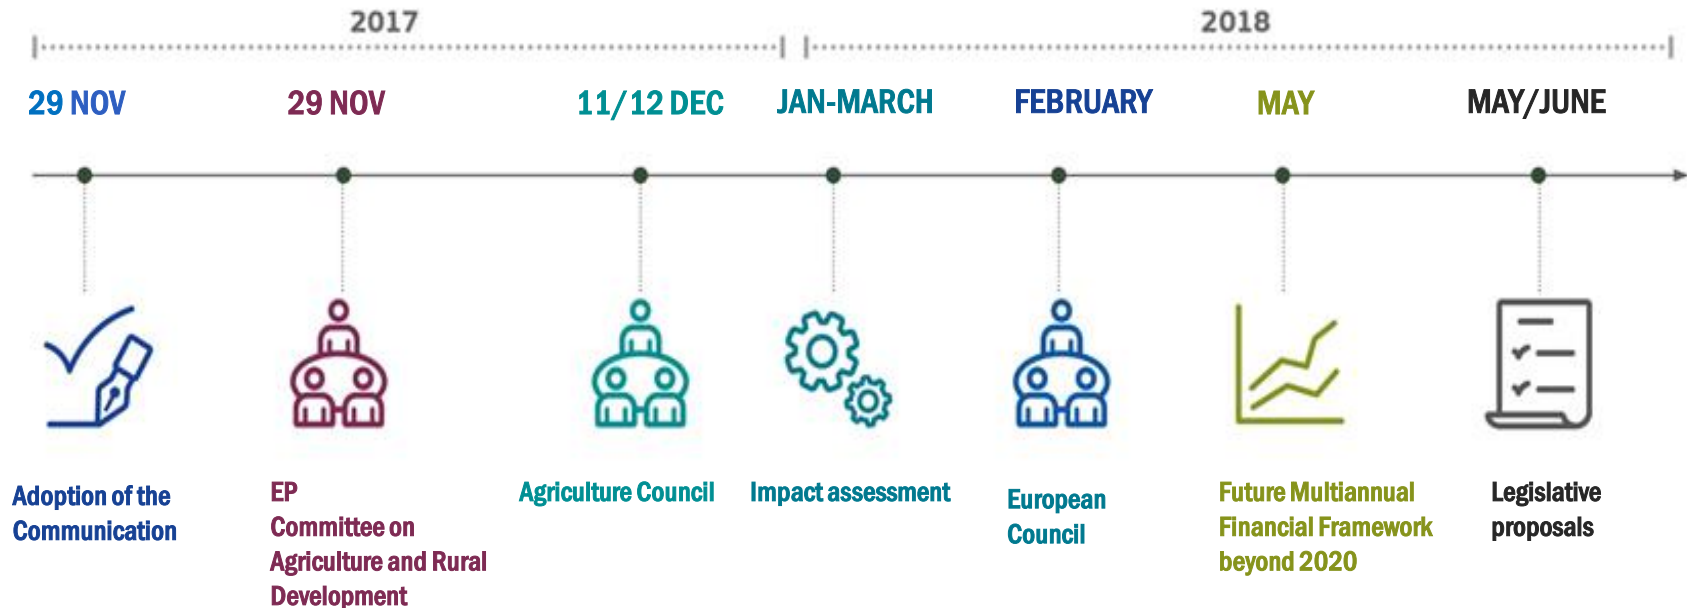 2017
2018
29 NOV
29 NOV
11/12 DEC
JAN-MARCH
FEBRUARY
MAY
MAY/JUNE
Adoption of the
Communication
EP
Committee on
Agriculture and Rural
Development
Agriculture Council
Impact assessment
European
Council
Future Multiannual
Financial Framework
beyond 2020
Legislative
proposals